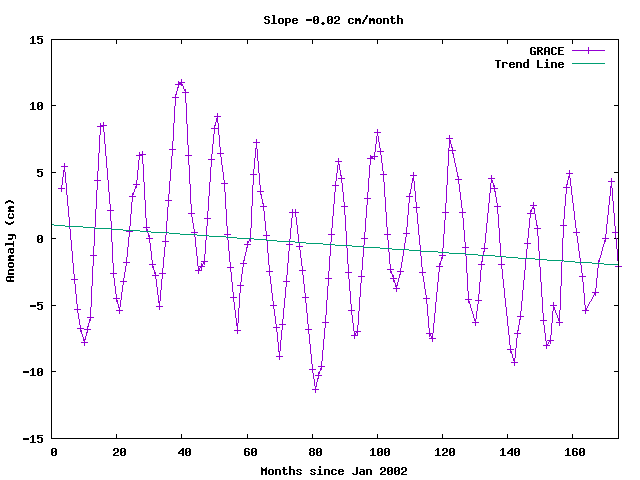 Slope -0.02 cm/month
15
10
5
0
-5
-10
-15
Anomaly (cm)
GRACE
Trend Line
0 20 40 60 80 100 120 140 160
Months since Jan 2002